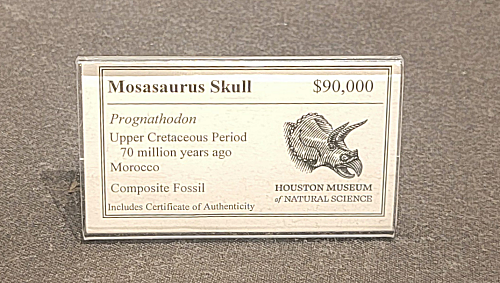 Mosasaurus Skull $90,000
Prognathodon
Upper Cretaceous Period
70 million years ago
Morocco
Composite Fossil
Includes Certificate of Authenticity
HOUSTON MUSEUM
of NATURAL SCIENCE